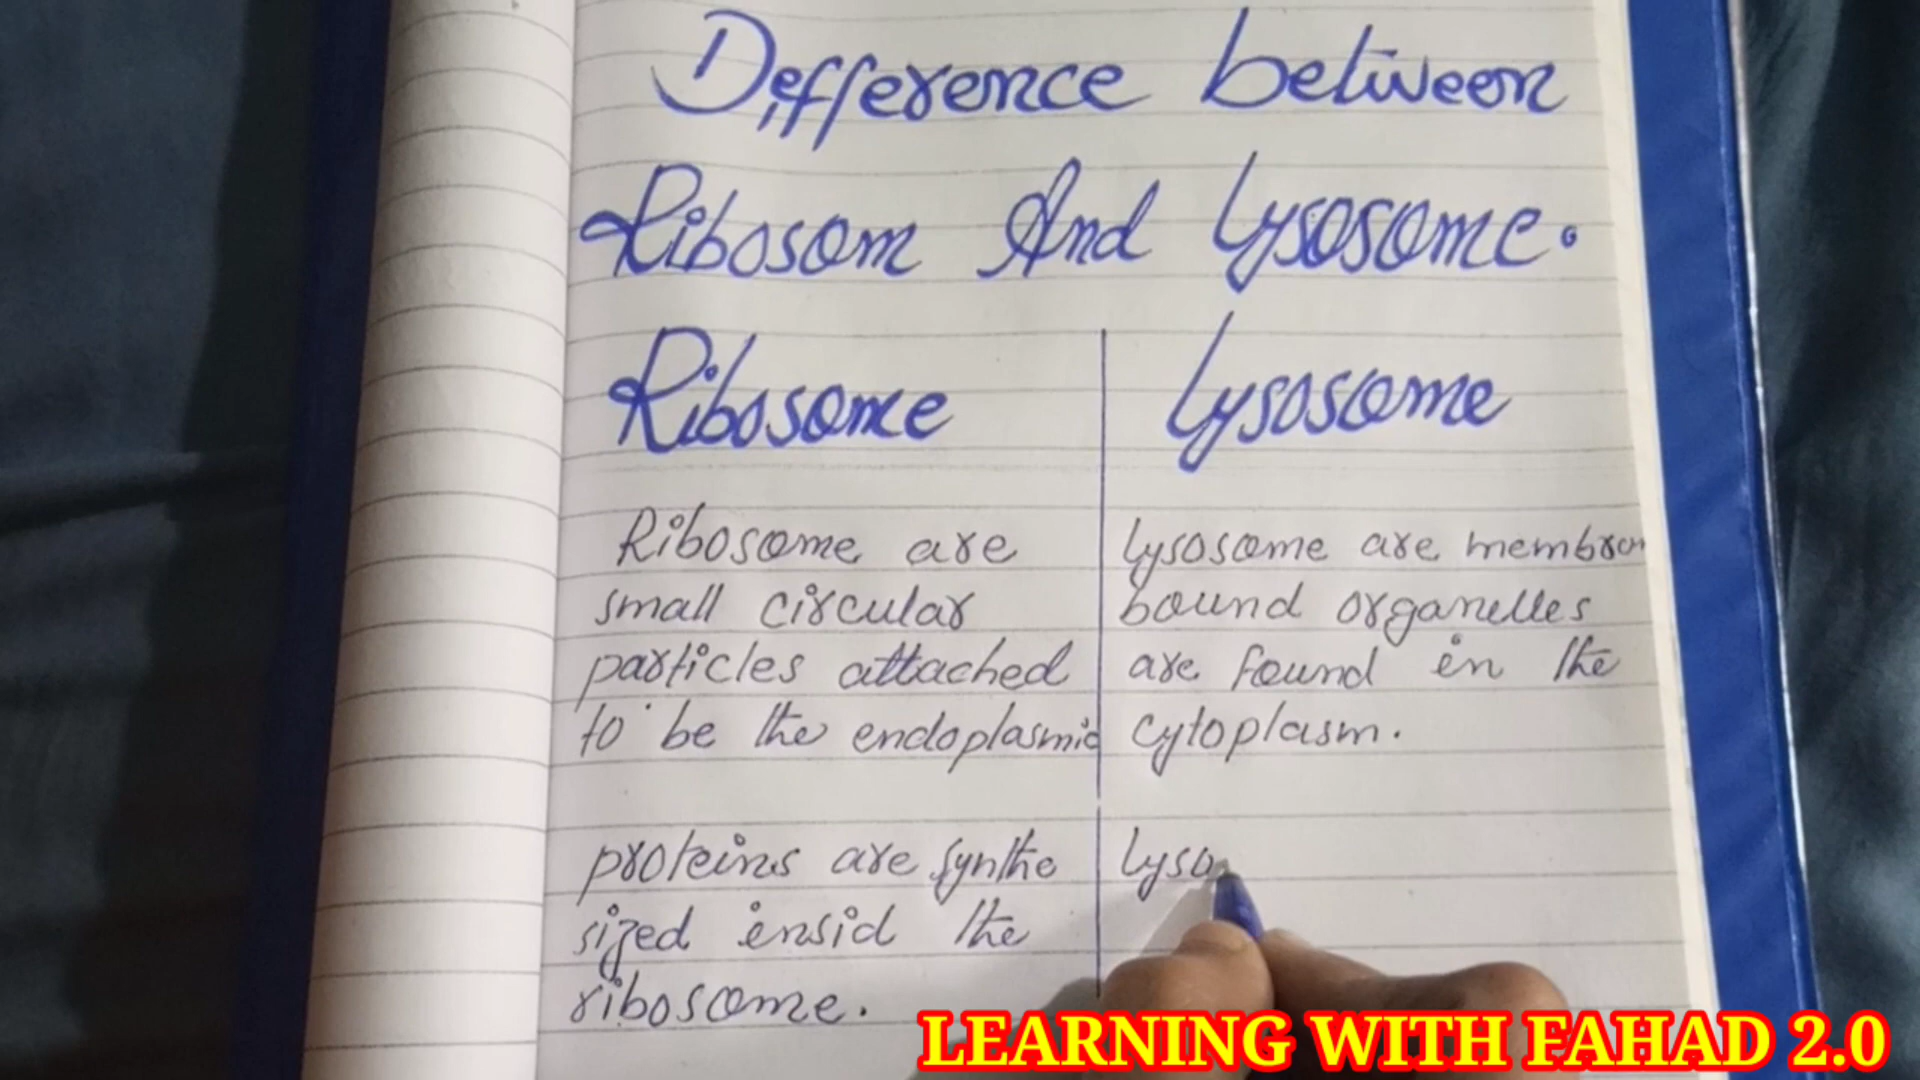 Difference between
Ribosom And Lysosome.
Ribosome
Lysosome
Ribosome are
small circular
particles attached
to be the endoplasmic
Lysosome are membran
bound organelles
are found in the
cytoplasm.
proteins are synthe
sized insid the
ribosome.
Lyso
LEARNING WITH FAHAD 2.0